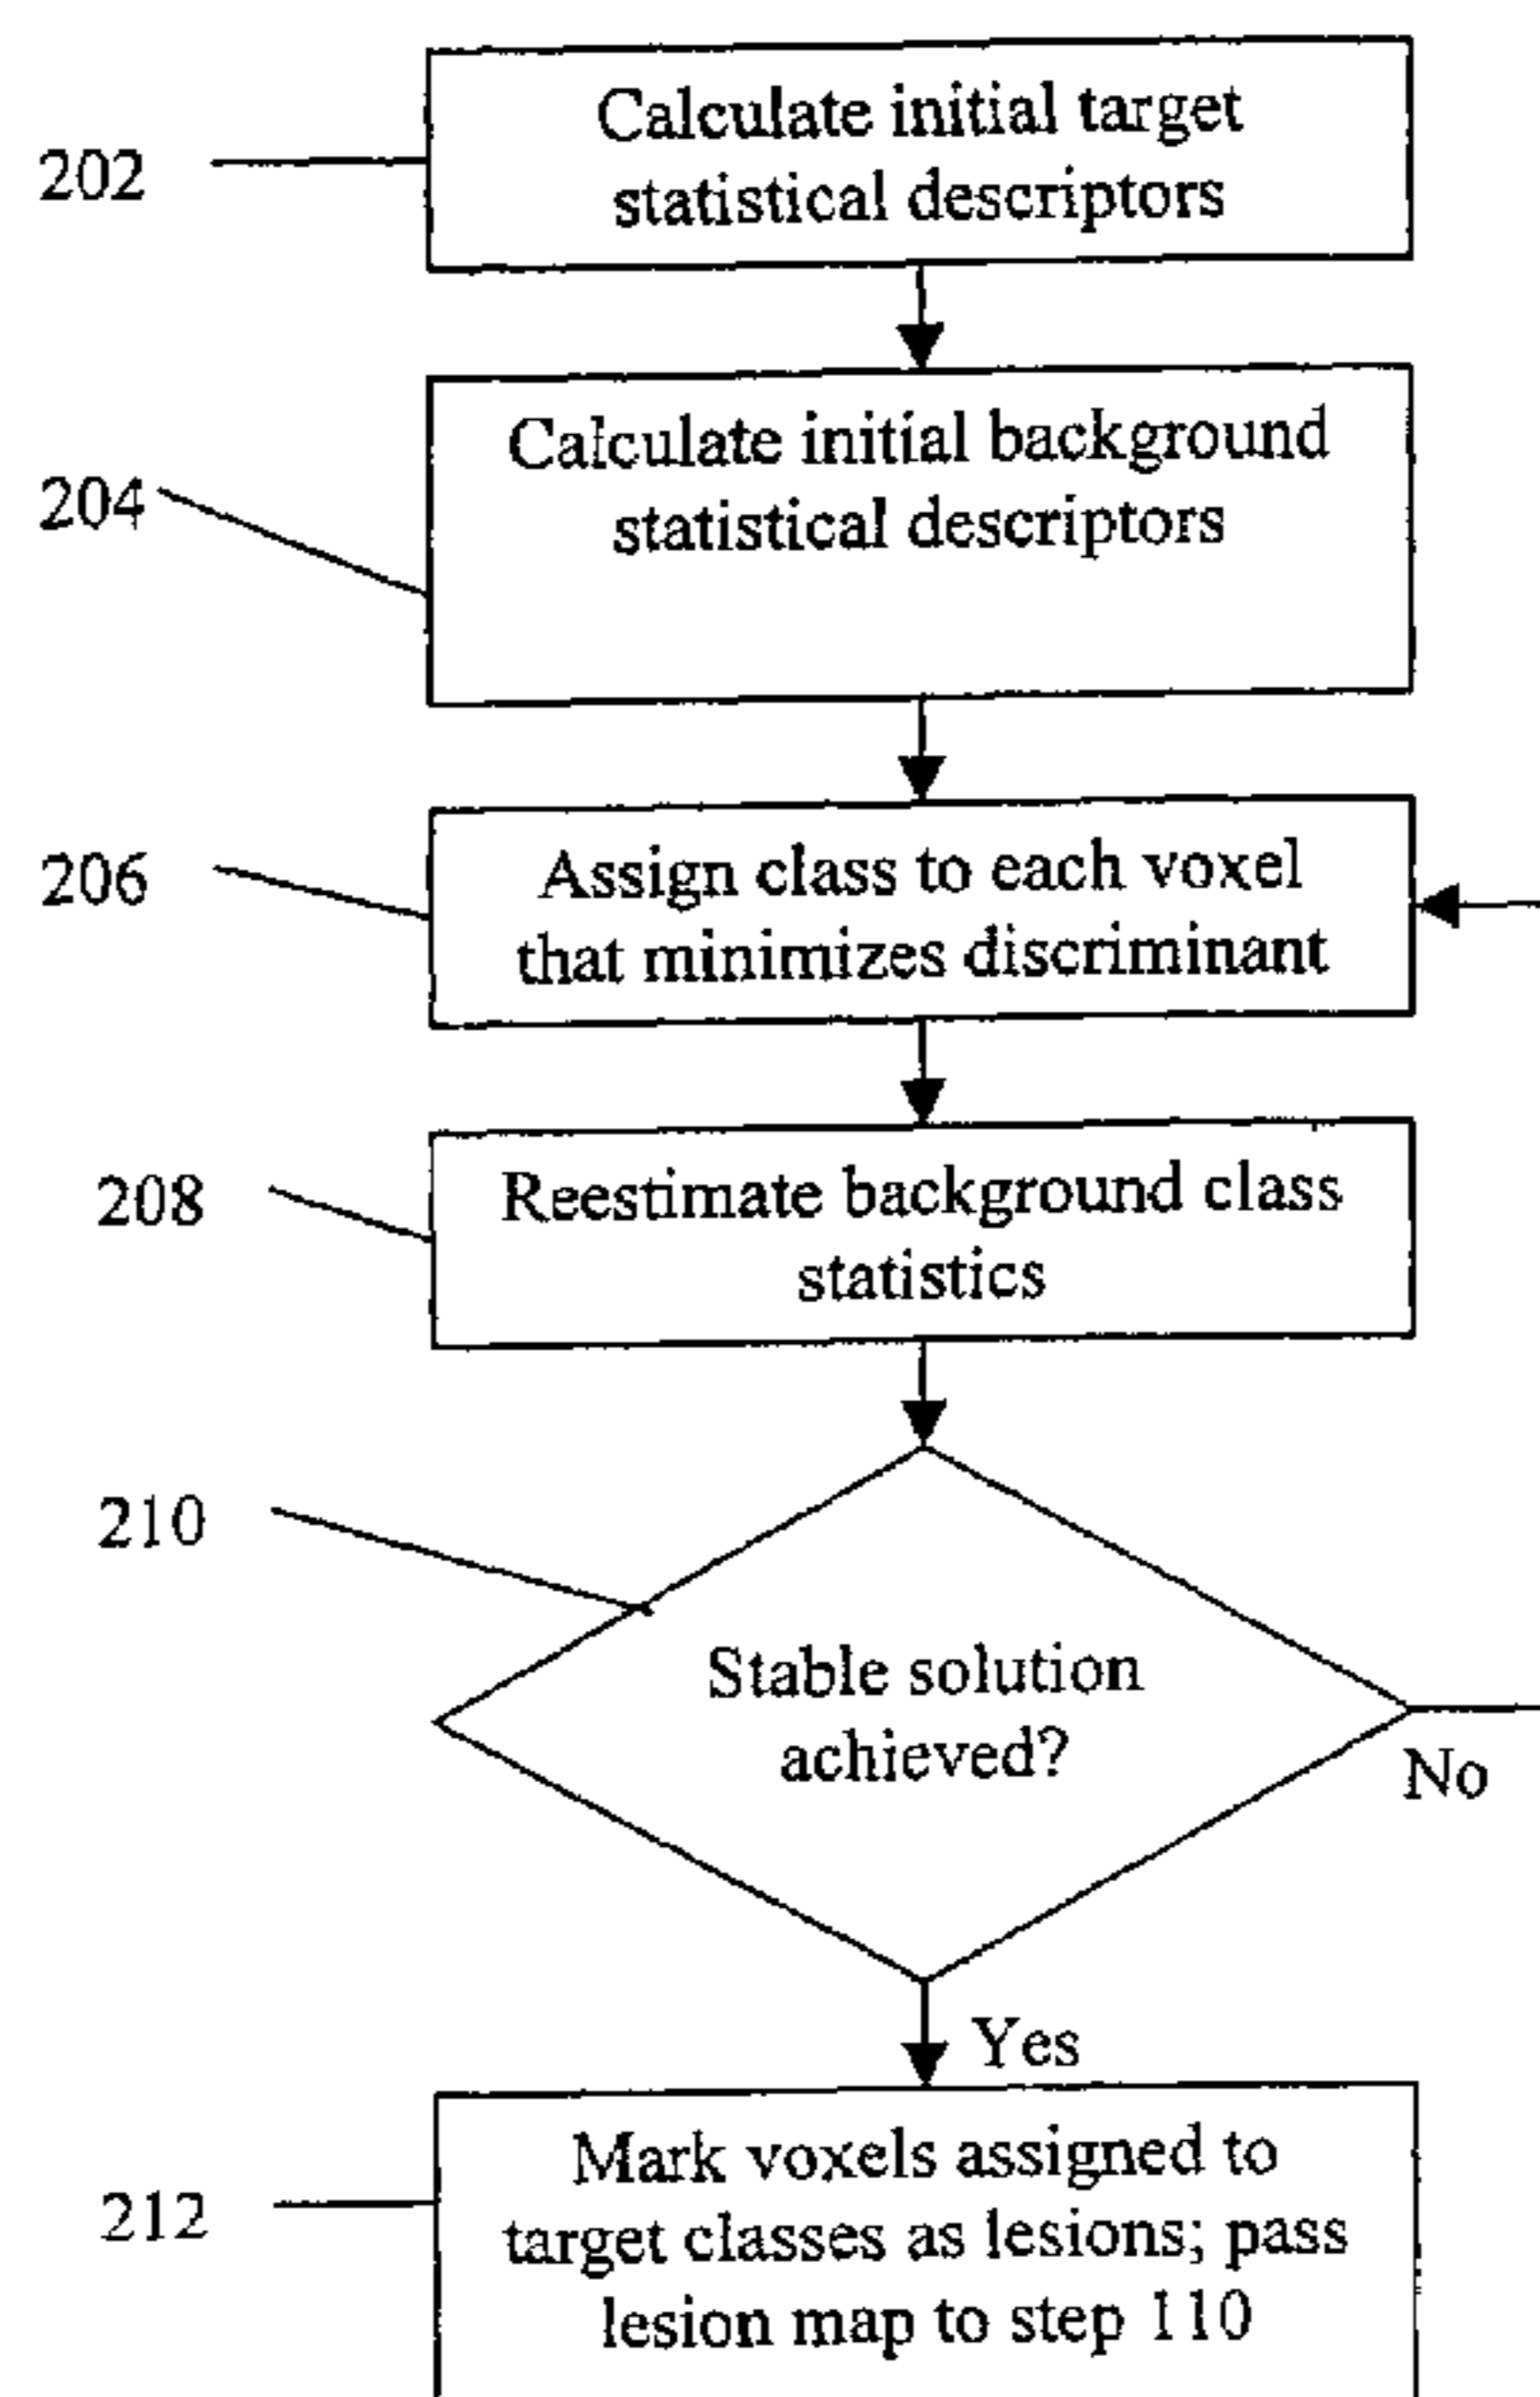 202
Calculate initial target
statistical descriptors
204
Calculate initial background
statistical descriptors
206
Assign class to each voxel
that minimizes discriminant
208
Reestimate background class
statistics
210
Stable solution
achieved?
No
Yes
212
Mark voxels assigned to
target classes as lesions; pass
lesion map to step 110